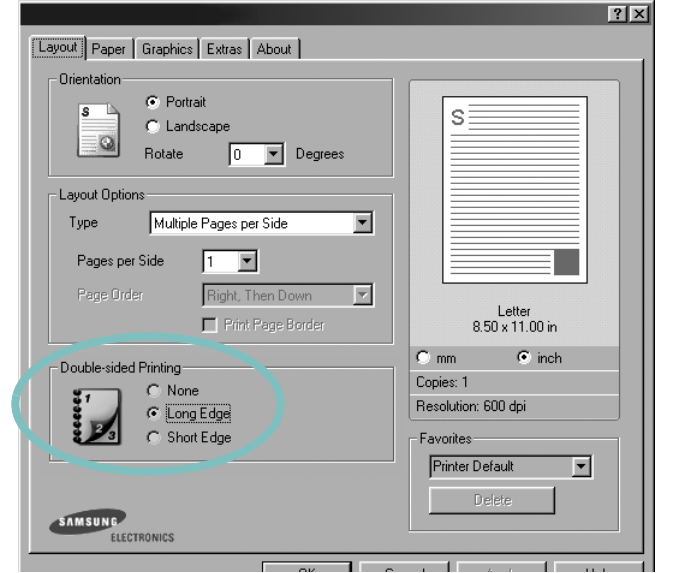 ? X
Layout Paper Graphics Extras About
Orientation
S
Portrait
Landscape
Rotate 0 Degrees
Layout Options
Type Multiple Pages per Side
Pages per Side 1
Page Order Right, Then Down
Print Page Border
Double-sided Printing
1
2
3
None
Long Edge
Short Edge
SAMSUNG
ELECTRONICS
S
Letter
8.50 x 11.00 in
mm inch
Copies: 1
Resolution: 600 dpi
Favorites
Printer Default
Delete